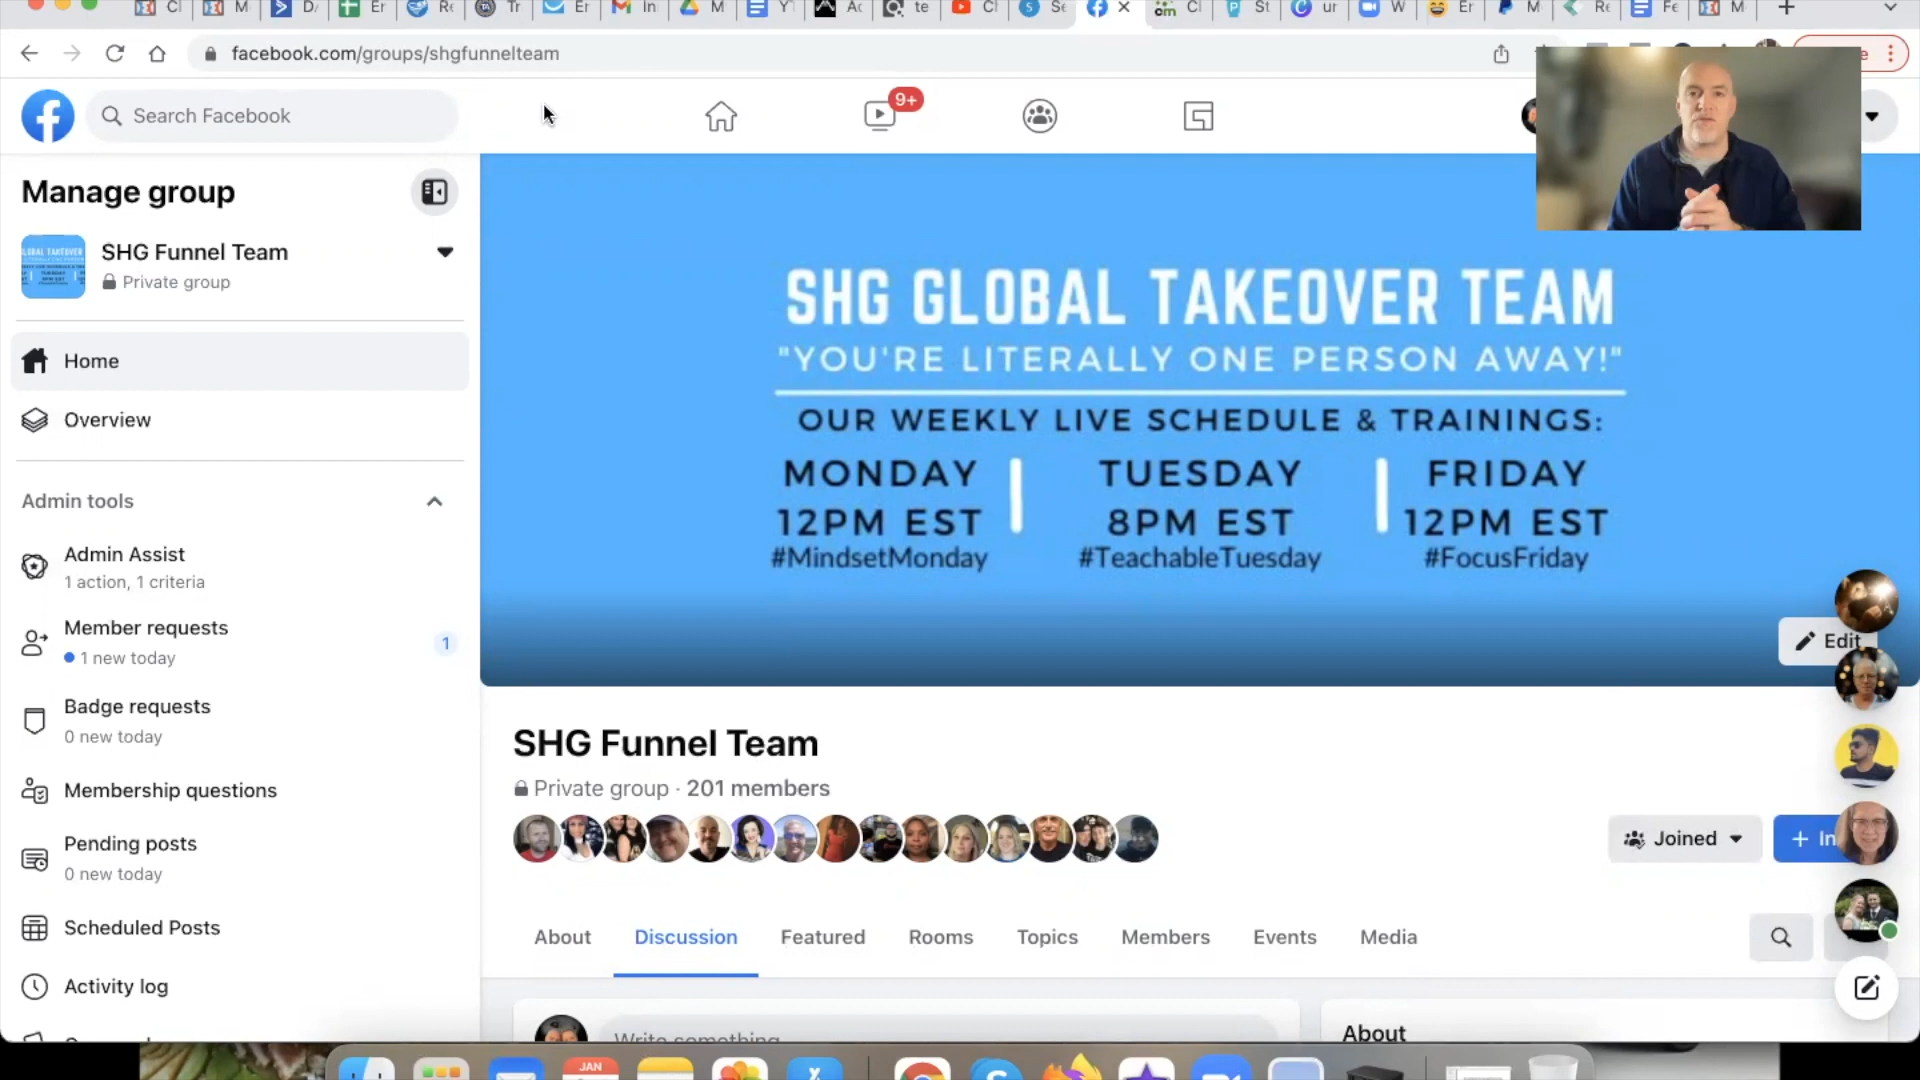 facebook.com/groups/shgfunnelteam
Search Facebook
9+
Manage group
SHG Funnel Team
Private group
Home
Overview
Admin tools
Admin Assist
1 action, 1 criteria
Member requests
1 new today
1
Badge requests
0 new today
Membership questions
Pending posts
0 new today
Scheduled Posts
Activity log
SHG GLOBAL TAKEOVER TEAM
"YOU'RE LITERALLY ONE PERSON AWAY!"
OUR WEEKLY LIVE SCHEDULE & TRAININGS:
MONDAY
12PM EST
#MindsetMonday
TUESDAY
8PM EST
#TeachableTuesday
FRIDAY
12PM EST
#FocusFriday
Edit
SHG Funnel Team
Private group · 201 members
Joined
About
Discussion
Featured
Rooms
Topics
Members
Events
Media
Write something
About
JAN